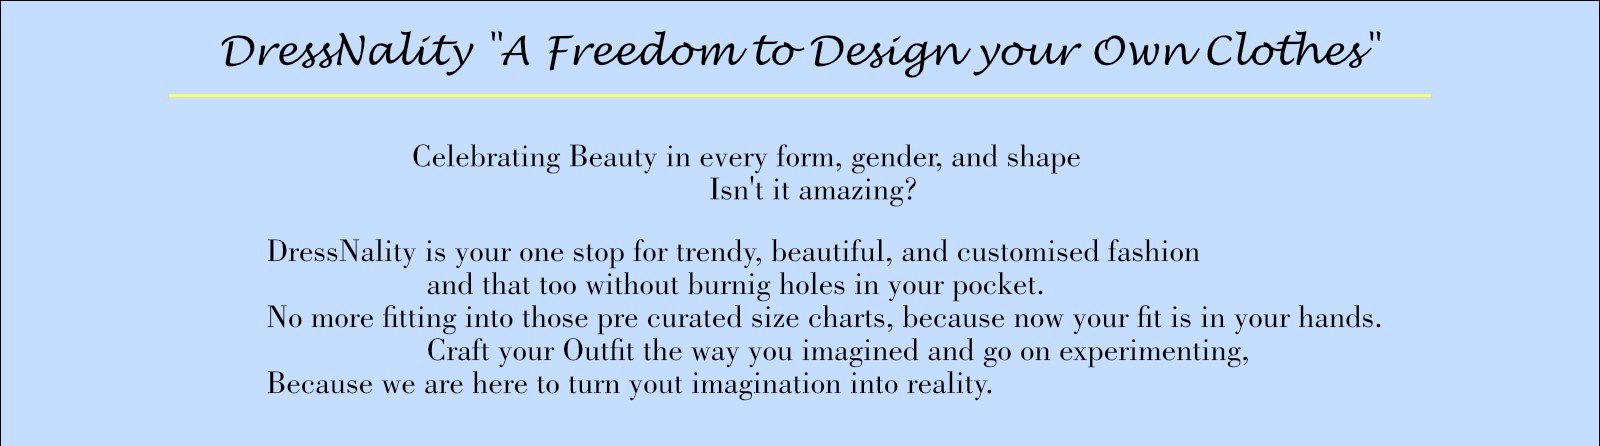 DressNality "A Freedom to Design your Own Clothes"
Celebrating Beauty in every form, gender, and shape
Isn't it amazing?
DressNality is your one stop for trendy, beautiful, and customised fashion
and that too without burnig holes in your pocket.
No more fitting into those pre curated size charts, because now your fit is in your hands.
Craft your Outfit the way you imagined and go on experimenting,
Because we are here to turn yout imagination into reality.